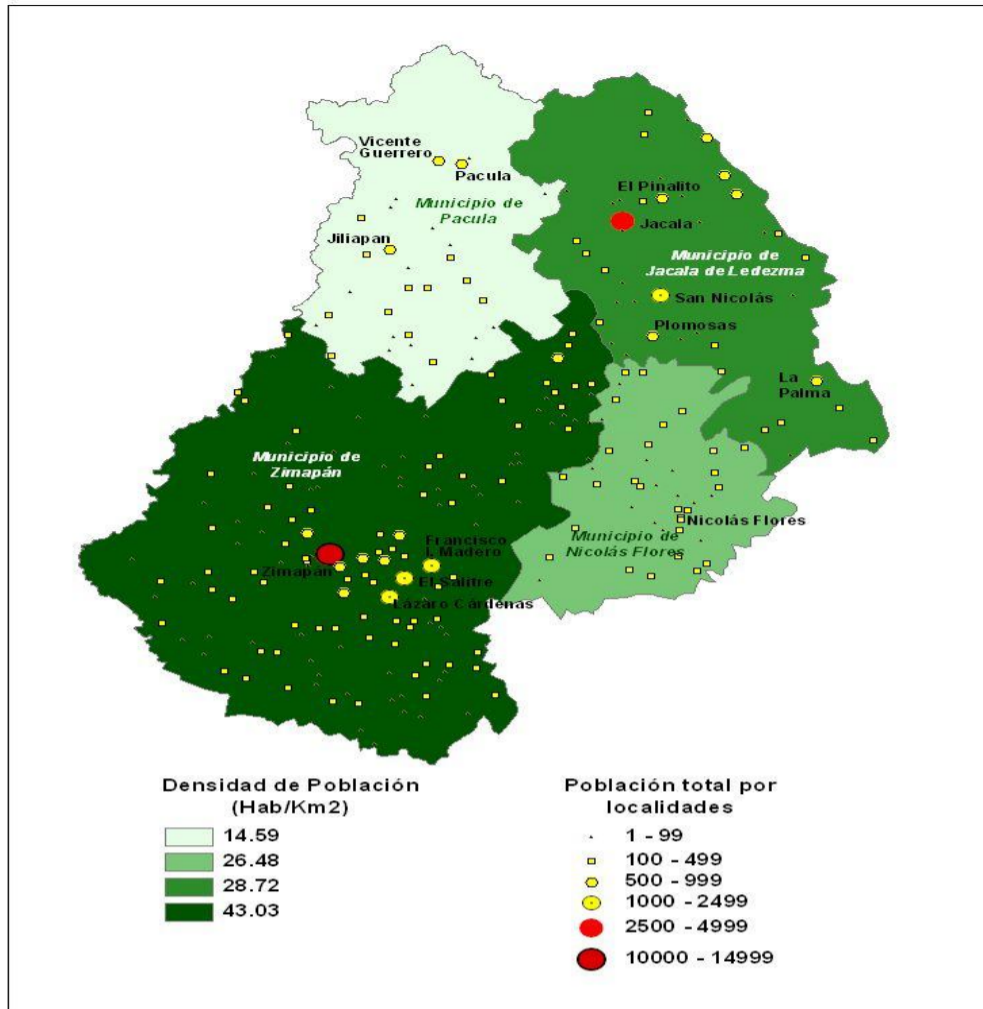 Vicente
Guerrero
Pacula
El Pinalito
Municipio de
Pacula
Jacala
Jiliapan
Municipio de
Jacala de Ledezma
San Nicolás
Plomosas
La
Palma
Municipio de
Zimapán
Nicolás Flores
Francisco
I. Madero
Municipio de
Nicolás Flores
Zimapán
El Salitre
Lázaro Cárdenas
Densidad de Población
(Hab/Km2)
14.59
26.48
28.72
43.03
Población total por
localidades
1 - 99
100 - 499
500 - 999
1000 - 2499
2500 - 4999
10000 - 14999